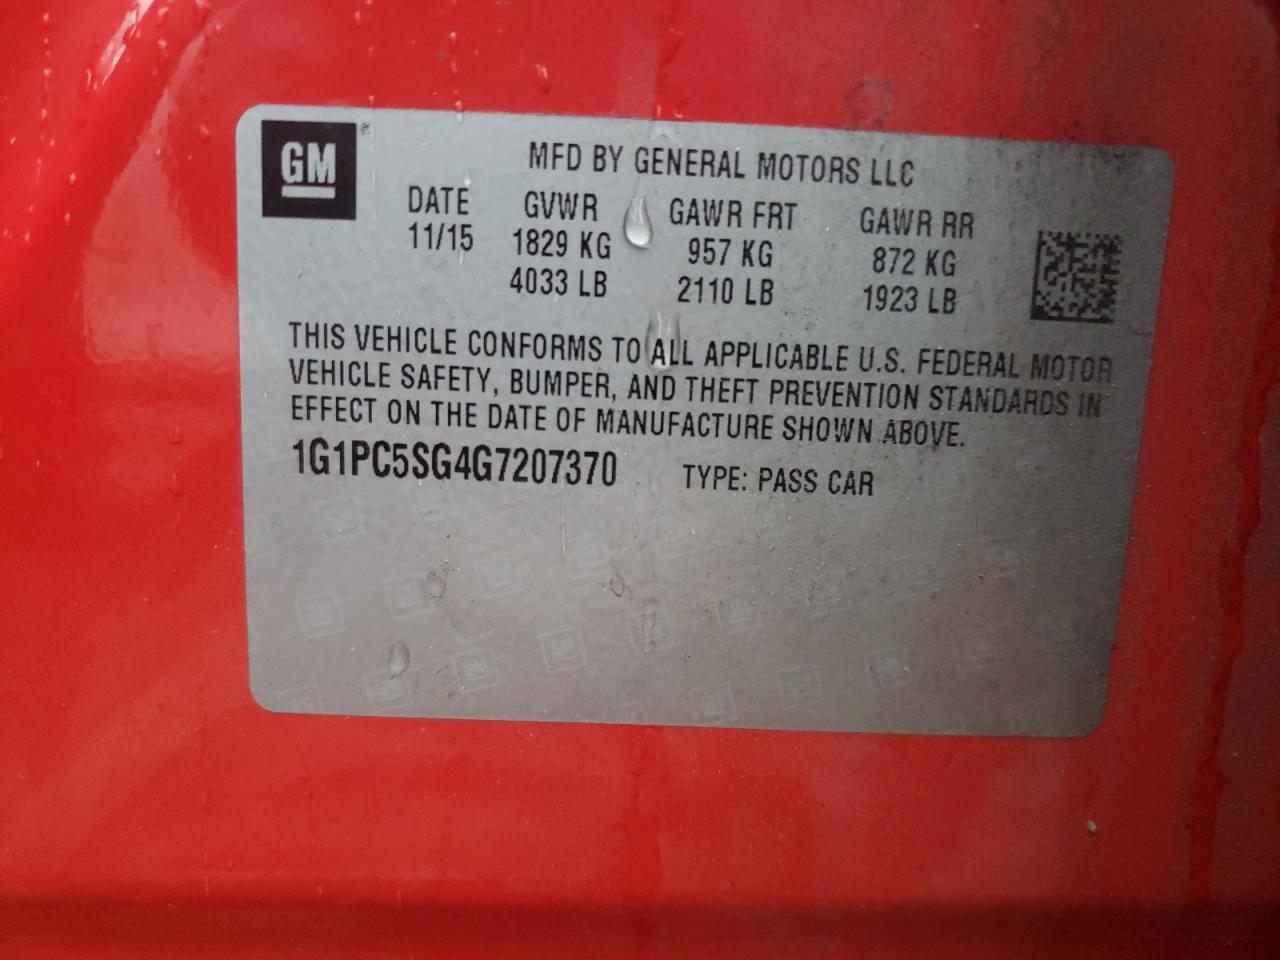 GM ®
MFD BY GENERAL MOTORS LLC
DATE GVWR GAWR FRT GAWR RR
11/15 1829 KG 957 KG 872 KG
4033 LB 2110 LB 1923 LB
THIS VEHICLE CONFORMS TO ALL APPLICABLE U.S. FEDERAL MOTOR
VEHICLE SAFETY, BUMPER, AND THEFT PREVENTION STANDARDS IN
EFFECT ON THE DATE OF MANUFACTURE SHOWN ABOVE.
1G1PC5SG4G7207370 TYPE: PASS CAR